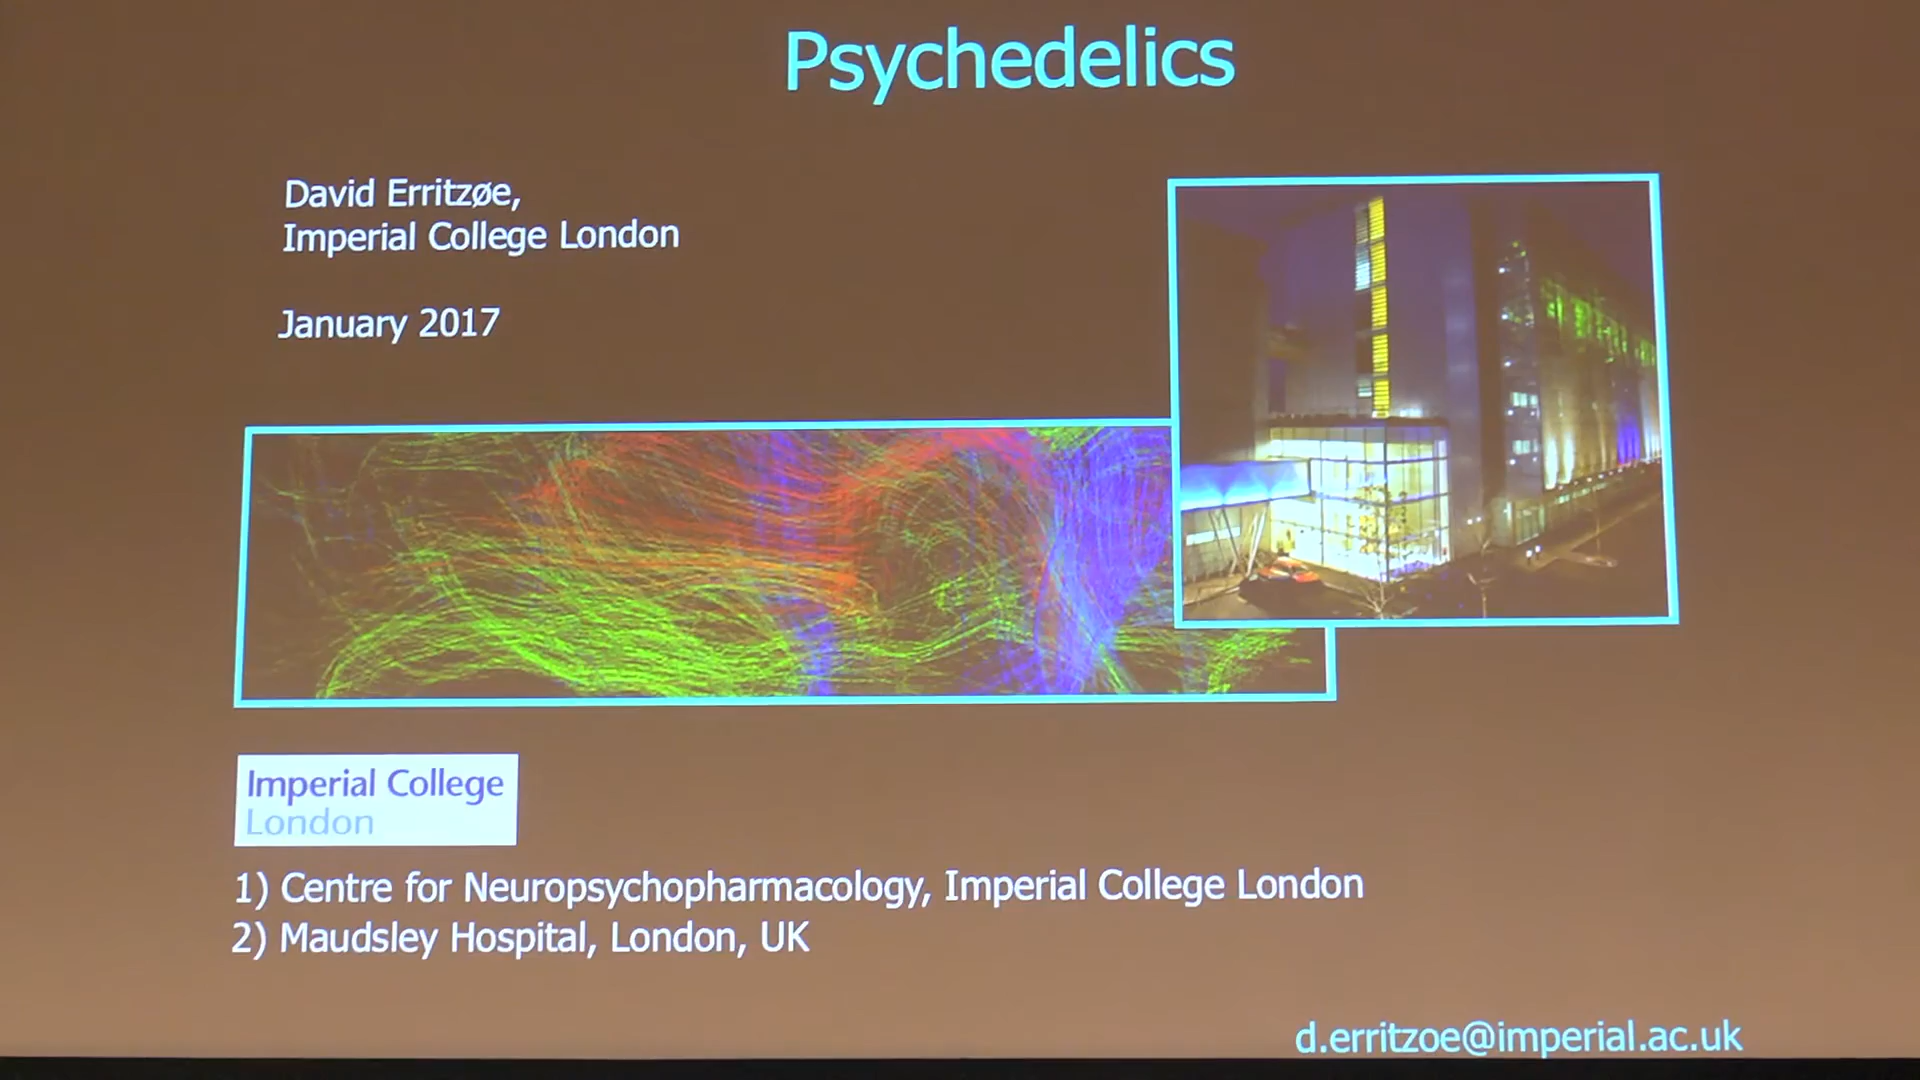 Psychedelics
David Erritzøe,
Imperial College London
January 2017
Imperial College
London
1) Centre for Neuropsychopharmacology, Imperial College London
2) Maudsley Hospital, London, UK
d.erritzoe@imperial.ac.uk